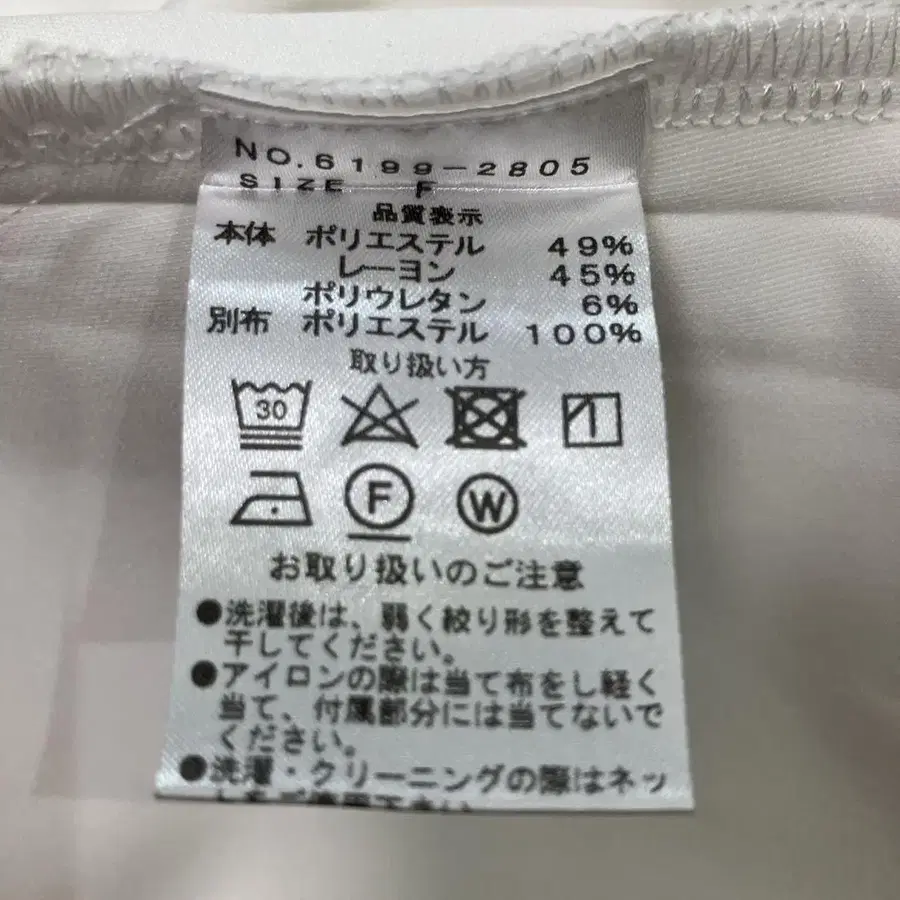 NO.6199-2805
SIZE F
品質表示
本体 ポリエステル 49%
レーヨン 45%
ポリウレタン 6%
別布 ポリエステル 100%
取り扱い方
30
F W
お取り扱いのご注意
●洗濯後は、弱く絞り形を整えて
干してください。
●アイロンの際は当て布をし軽く
当て、付属部分には当てないで
ください。
●洗濯・クリーニングの際はネッ